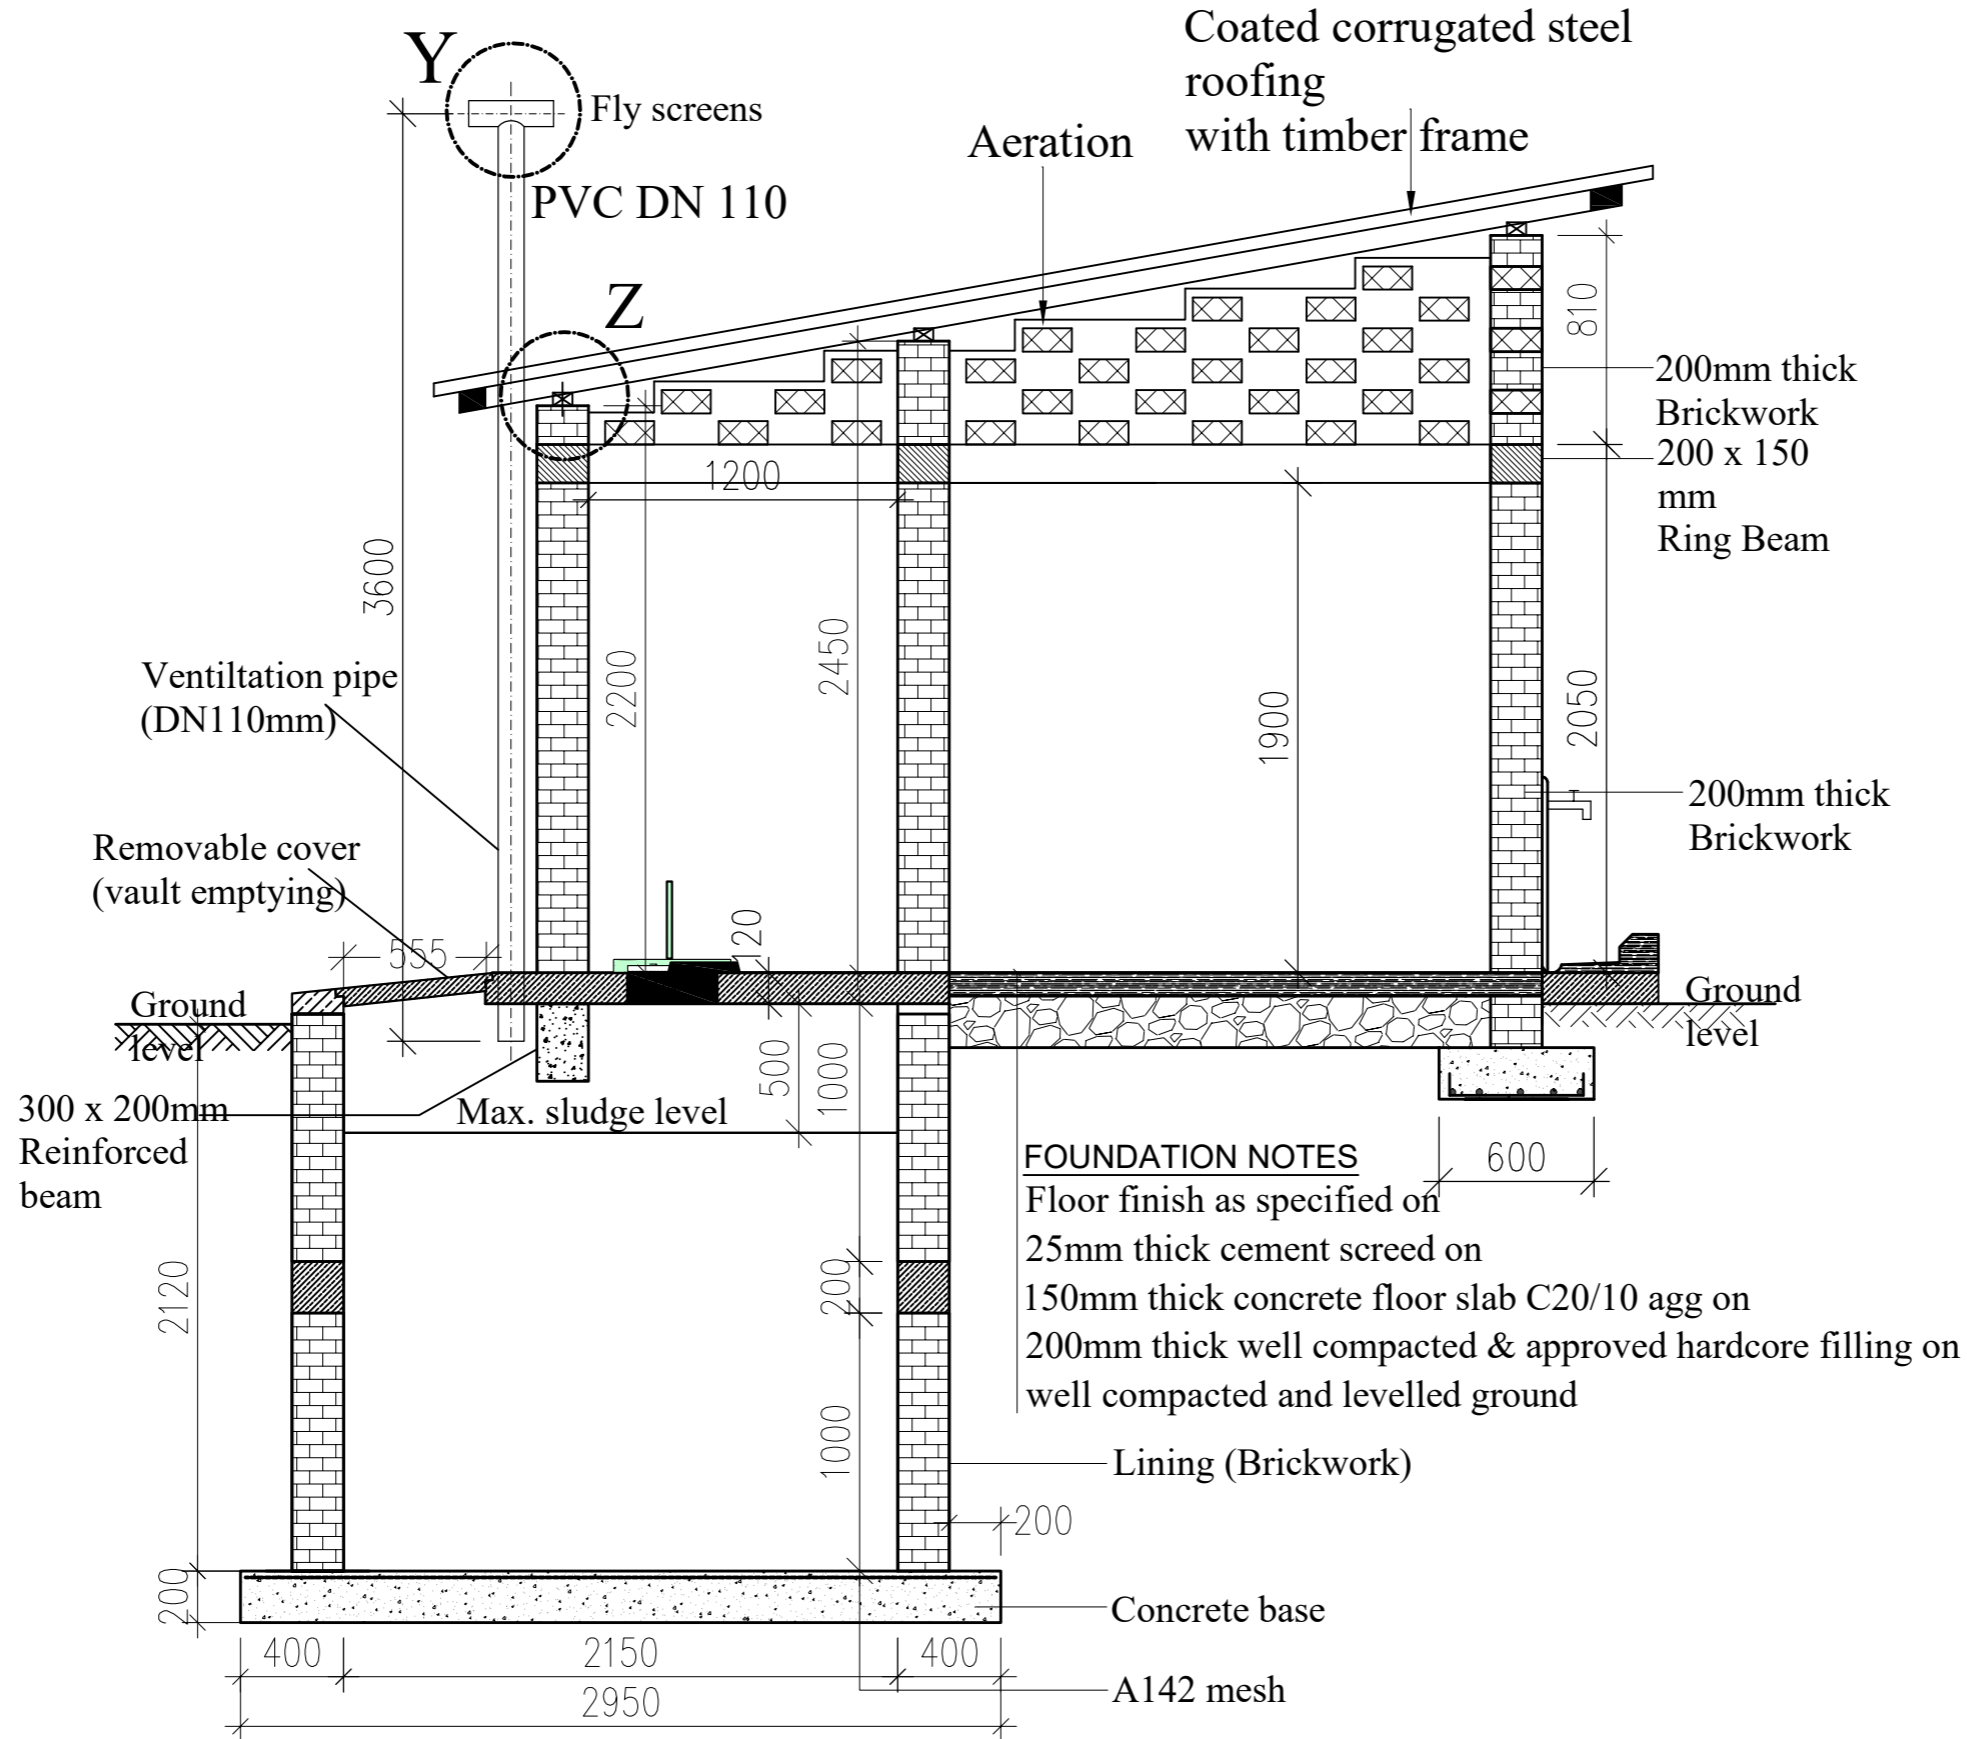 Coated corrugated steel
roofing
with timber frame
Y
Fly screens
Aeration
PVC DN 110
Z
810
200mm thick
Brickwork
200 x 150
mm
Ring Beam
1200
3600
2200
2450
1900
2050
Ventiltation pipe
(DN110mm)
200mm thick
Brickwork
Removable cover
(vault emptying)
555
120
Ground
level
Ground
level
500
1000
300 x 200mm
Reinforced
beam
Max. sludge level
600
FOUNDATION NOTES
Floor finish as specified on
25mm thick cement screed on
150mm thick concrete floor slab C20/10 agg on
200mm thick well compacted & approved hardcore filling on
well compacted and levelled ground
2120
200
1000
Lining (Brickwork)
200
200
Concrete base
400
2150
400
2950
A142 mesh